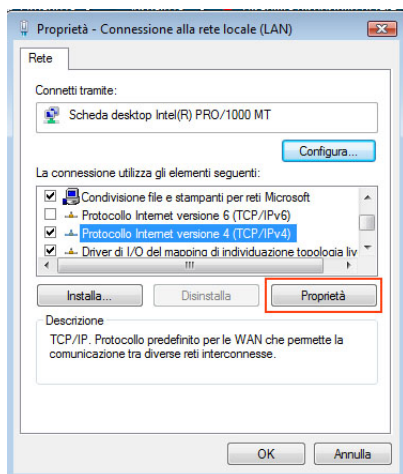 Proprietà - Connessione alla rete locale (LAN)
Rete
Connetti tramite:
Scheda desktop Intel(R) PRO/1000 MT
Configura...
La connessione utilizza gli elementi seguenti:
Condivisione file e stampanti per reti Microsoft
Protocollo Internet versione 6 (TCP/IPv6)
Protocollo Internet versione 4 (TCP/IPv4)
Driver di I/O del mapping di individuazione topologia liv
Installa...
Disinstalla
Proprietà
Descrizione
TCP/IP. Protocollo predefinito per le WAN che permette la
comunicazione tra diverse reti interconnesse.
OK
Annulla